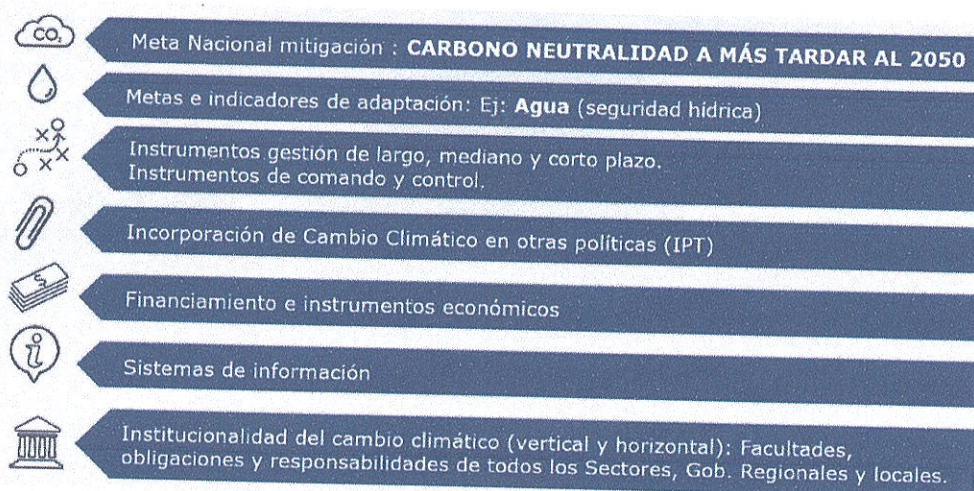 CO₂
Meta Nacional mitigación : CARBONO NEUTRALIDAD A MÁS TARDAR AL 2050
Metas e indicadores de adaptación: Ej: Agua (seguridad hídrica)
Instrumentos gestión de largo, mediano y corto plazo.
Instrumentos de comando y control.
Incorporación de Cambio Climático en otras políticas (IPT)
$
Financiamiento e instrumentos económicos
i
Sistemas de información
Institucionalidad del cambio climático (vertical y horizontal): Facultades,
obligaciones y responsabilidades de todos los Sectores, Gob. Regionales y locales.